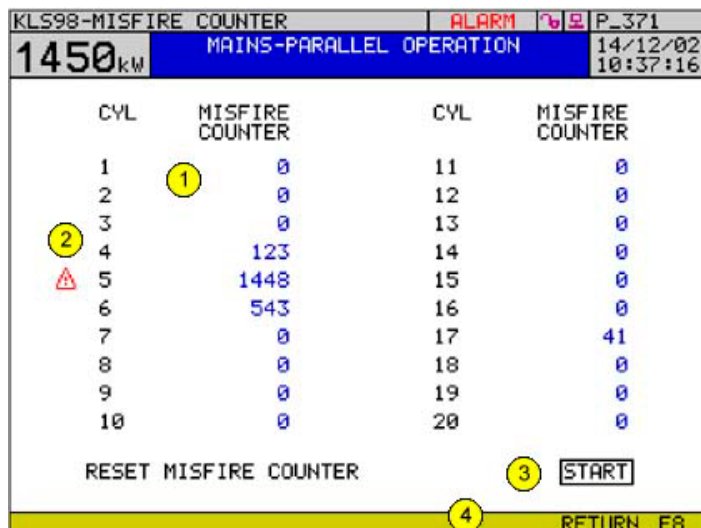 KLS98-MISFIRE COUNTER ALARM P_371
1450kW MAINS-PARALLEL OPERATION 14/12/02
10:37:16
CYL MISFIRE COUNTER CYL MISFIRE COUNTER
1 0 11 0
1
2 0 12 0
3 0 13 0
2
4 123 14 0
5 1448 15 0
6 543 16 0
7 0 17 41
8 0 18 0
9 0 19 0
10 0 20 0
RESET MISFIRE COUNTER 3 START
4 RETURN F8